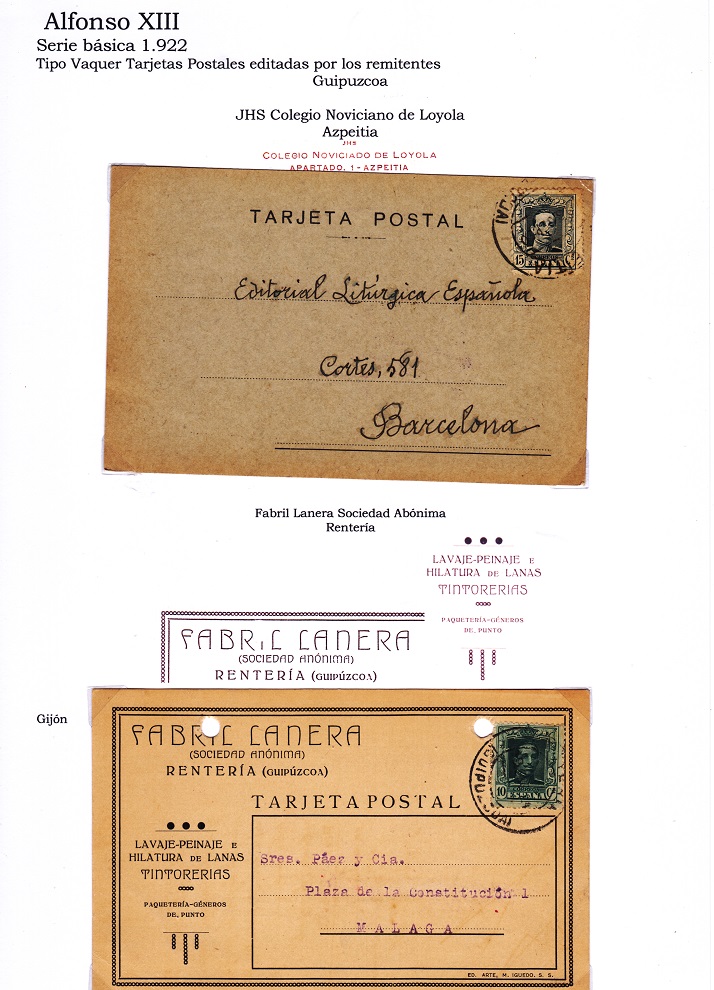 Alfonso XIII
Serie básica 1.922
Tipo Vaquer Tarjetas Postales editadas por los remitentes
Guipuzcoa
JHS Colegio Noviciano de Loyola
Azpeitia
JHS
COLEGIO NOVICIADO DE LOYOLA
APARTADO. 1 - AZPEITIA
TARJETA POSTAL
15 Cs
Editorial Litúrgica Española
Cortes, 581
Barcelona
Fabril Lanera Sociedad Abónima
Rentería
LAVAJE-PEINAJE E
HILATURA DE LANAS
TINTORERIAS
PAQUETERÍA-GÉNEROS
DE PUNTO
FABRIL LANERA
(SOCIEDAD ANÓNIMA)
RENTERÍA (GUIPÚZCOA)
Gijón
FABRIL LANERA
(SOCIEDAD ANÓNIMA)
RENTERÍA (GUIPÚZCOA)
10 Cs
TARJETA POSTAL
LAVAJE-PEINAJE E
HILATURA DE LANAS
TINTORERIAS
PAQUETERÍA-GÉNEROS
DE PUNTO
Sres. Páez y Cia.
Plaza de la Constitución 1
MALAGA
ED. ARTE, M. IGUEDO. S. S.